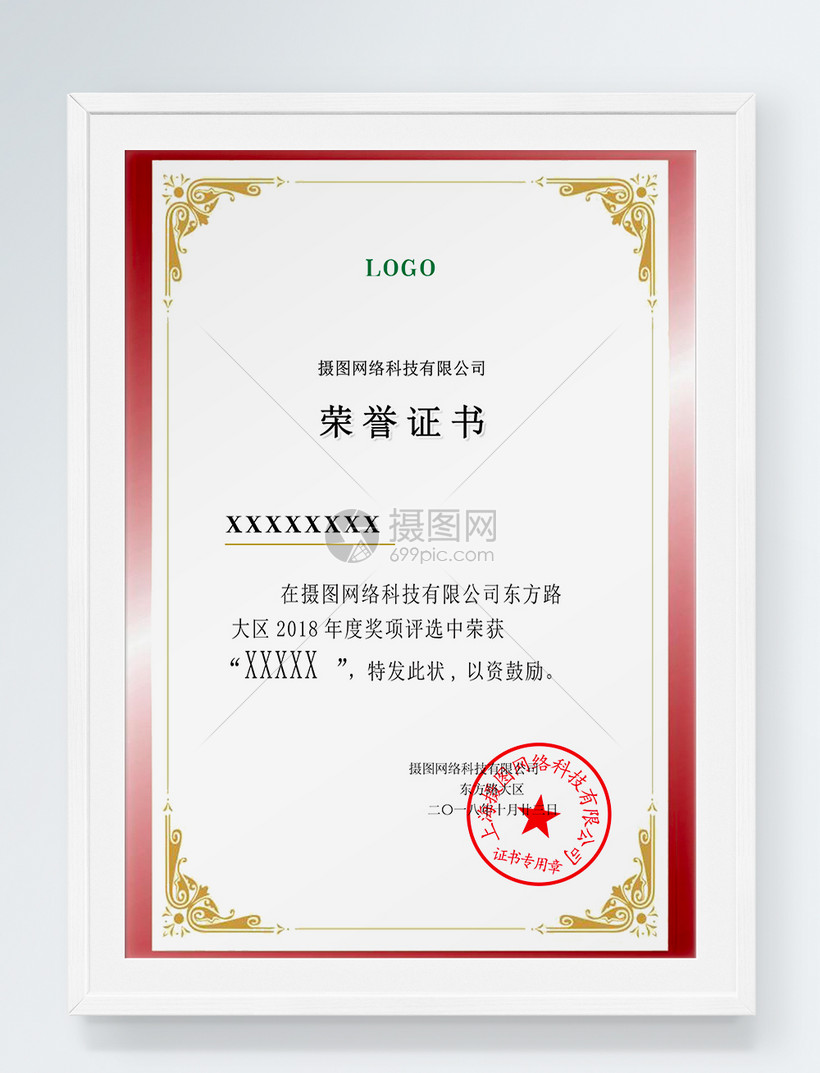 LOGO
摄图网络科技有限公司
荣誉证书
XXXXXXXX
摄图网
699pic.com
在摄图网络科技有限公司东方路
大区 2018 年度奖项评选中荣获
“XXXXX ”，特发此状，以资鼓励。
摄图网络科技有限公司
东方路大区
二〇一八年十月廿三日
上海摄图网络科技有限公司
证书专用章